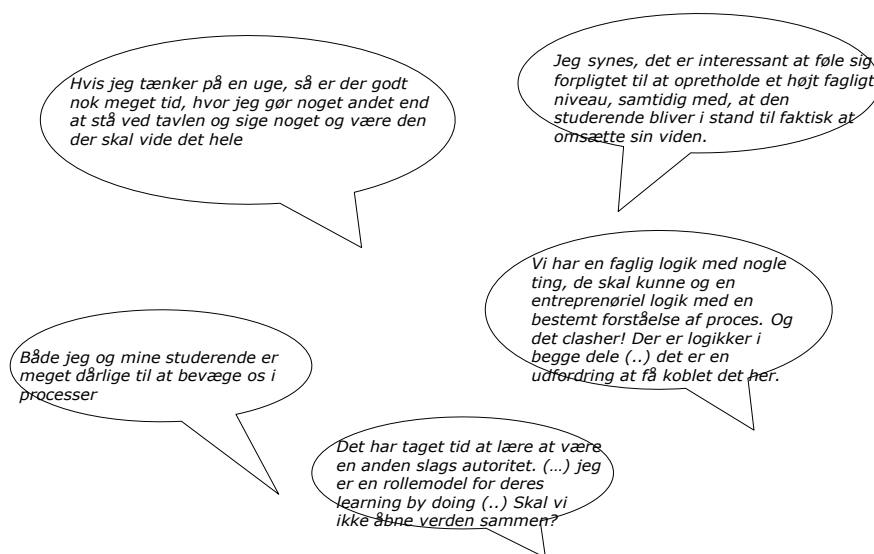 Hvis jeg tænker på en uge, så er der godt
nok meget tid, hvor jeg gør noget andet end
at stå ved tavlen og sige noget og være den
der skal vide det hele
Jeg synes, det er interessant at føle sig
forpligtet til at opretholde et højt fagligt
niveau, samtidig med, at den
studerende bliver i stand til faktisk at
omsætte sin viden.
Vi har en faglig logik med nogle
ting, de skal kunne og en
entreprenøriel logik med en
bestemt forståelse af proces. Og
det clasher! Der er logikker i
begge dele (..) det er en
udfordring at få koblet det her.
Både jeg og mine studerende er
meget dårlige til at bevæge os i
processer
Det har taget tid at lære at være
en anden slags autoritet. (…) jeg
er en rollemodel for deres
learning by doing (..) Skal vi
ikke åbne verden sammen?